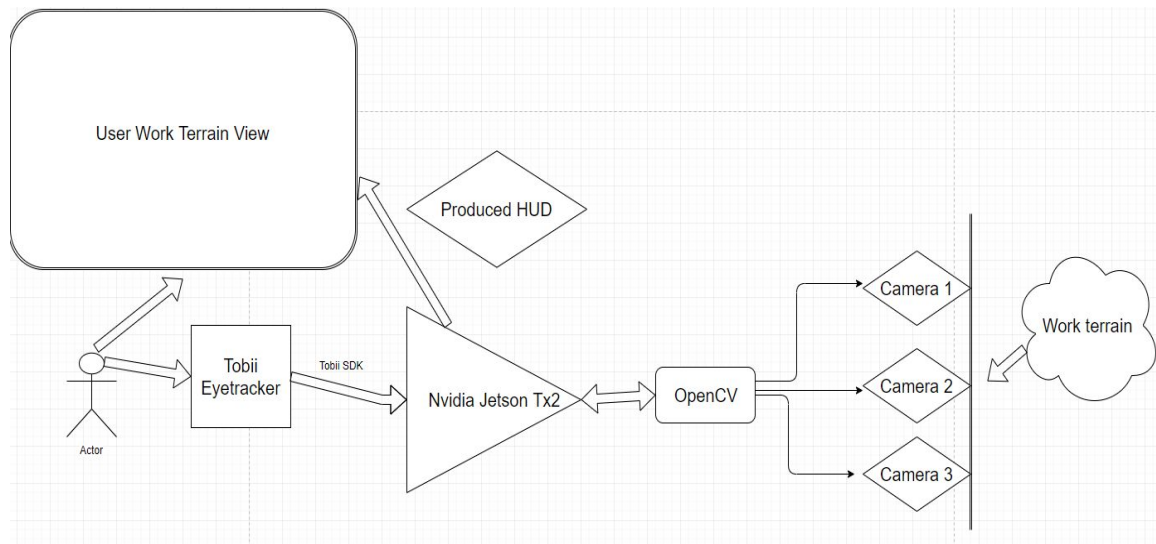 User Work Terrain View
Produced HUD
Camera 1
Work terrain
Tobii
Eyetracker
Tobii SDK
Nvidia Jetson Tx2
OpenCV
Camera 2
Actor
Camera 3